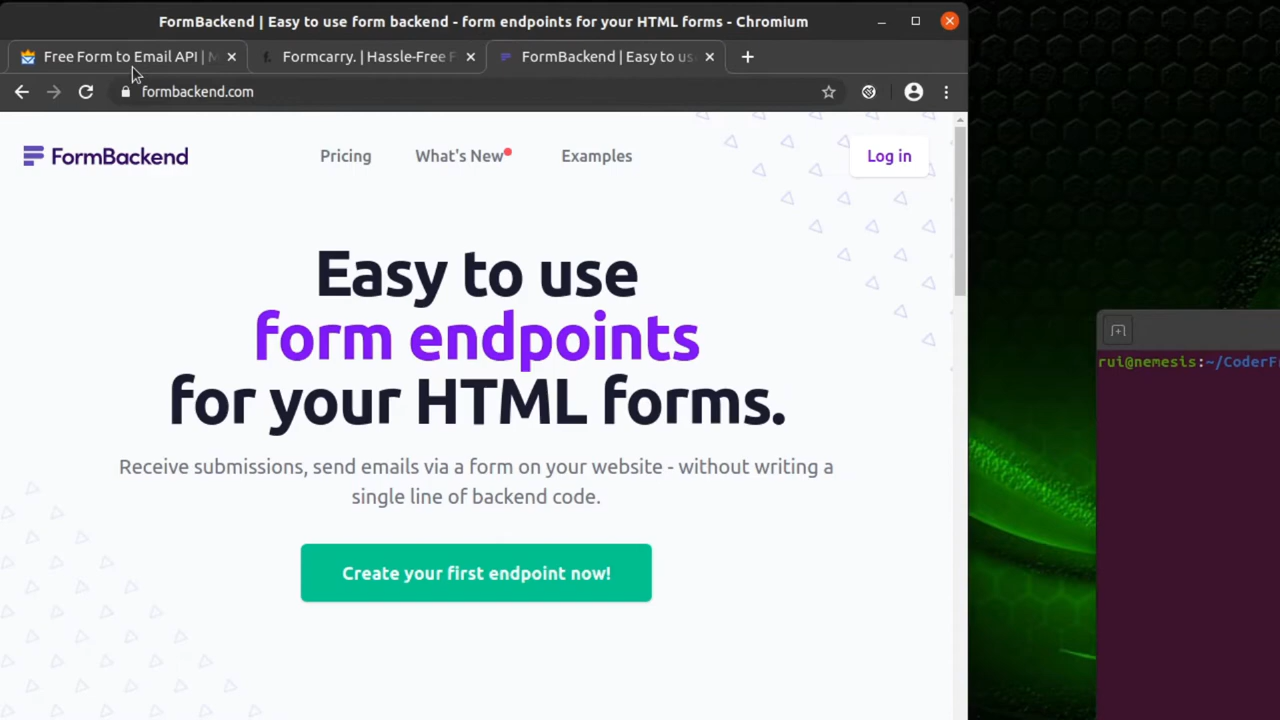 FormBackend | Easy to use form backend - form endpoints for your HTML forms - Chromium
Free Form to Email API |
Formcarry. | Hassle-Free F
FormBackend | Easy to us
formbackend.com
FormBackend
Pricing
What's New
Examples
Log in
Easy to use
form endpoints
for your HTML forms.
Receive submissions, send emails via a form on your website - without writing a
single line of backend code.
Create your first endpoint now!
rui@nemesis:~/CoderF